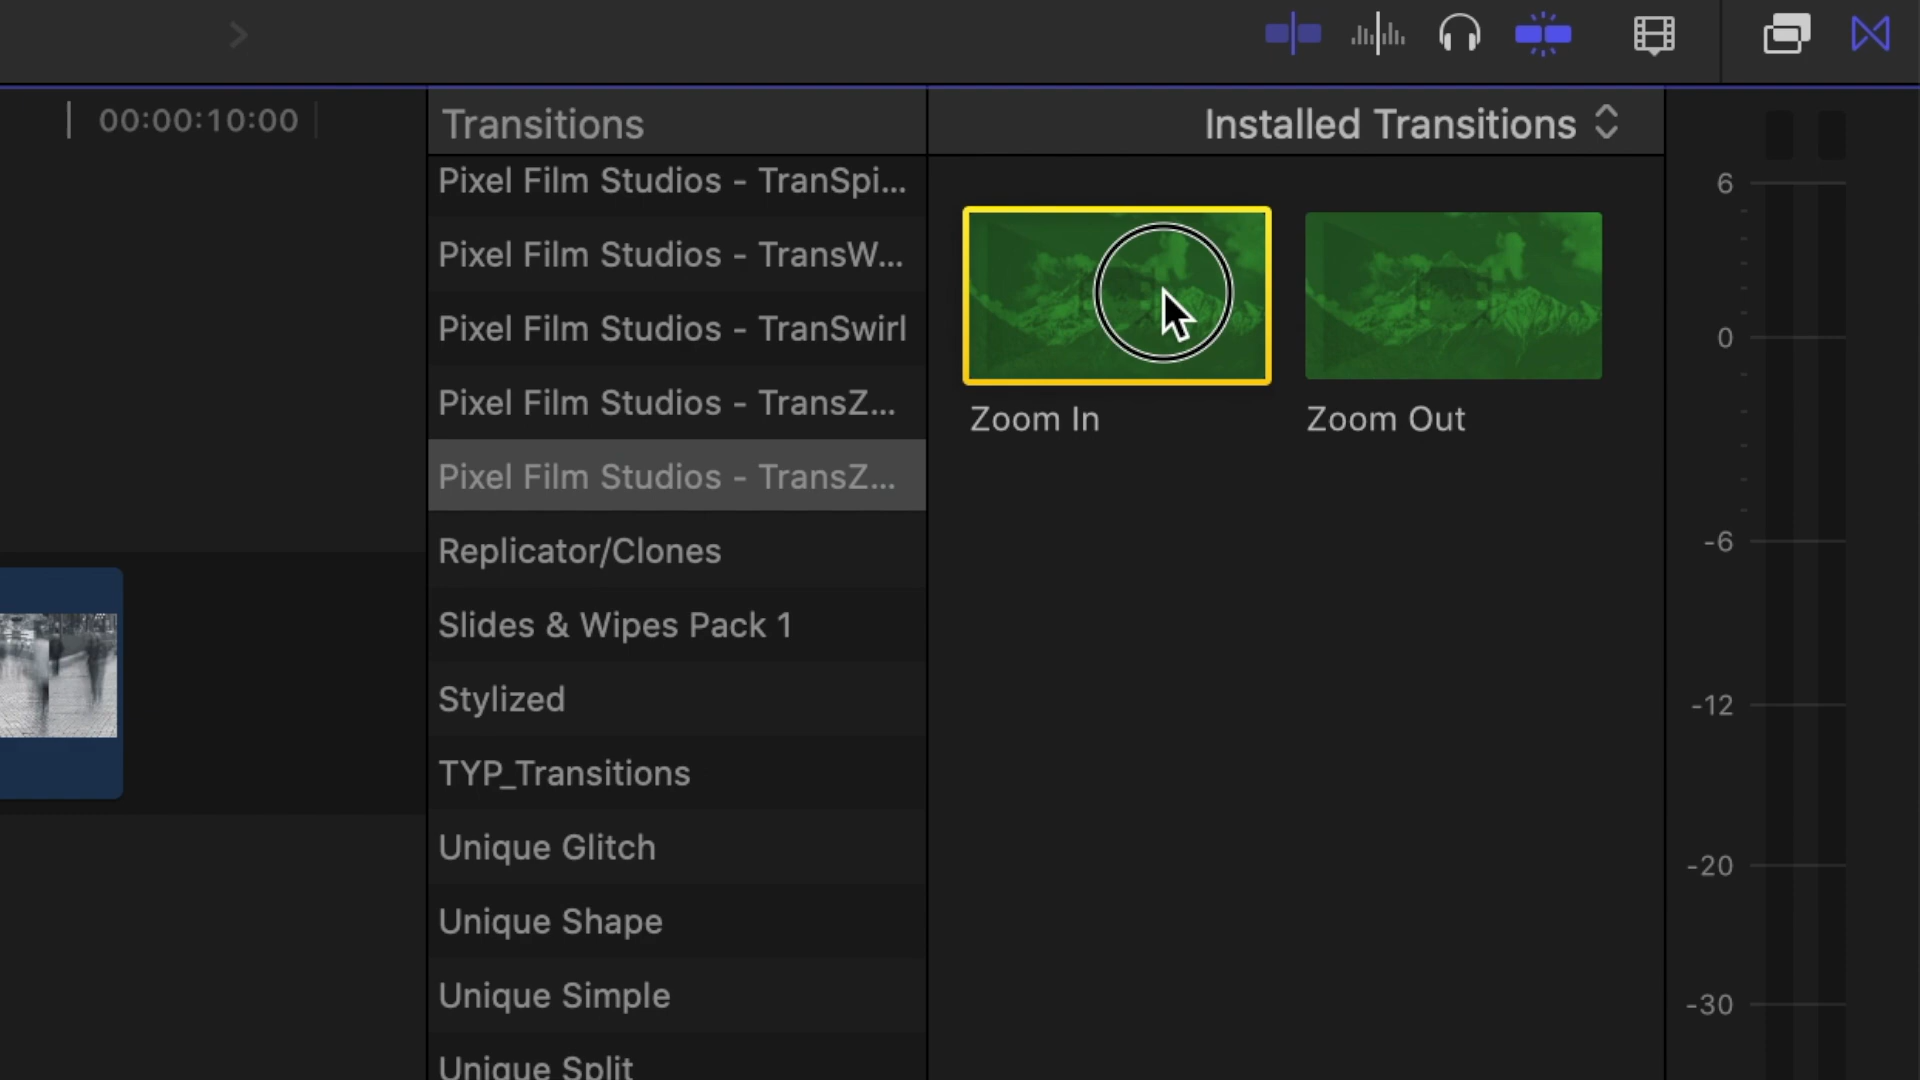 00:00:10:00
Transitions
Installed Transitions
Pixel Film Studios - TranSpi...
Pixel Film Studios - TransW...
Pixel Film Studios - TranSwirl
Pixel Film Studios - TransZ...
Pixel Film Studios - TransZ...
Replicator/Clones
Slides & Wipes Pack 1
Stylized
TYP_Transitions
Unique Glitch
Unique Shape
Unique Simple
Unique Split
Zoom In
Zoom Out
6
0
-6
-12
-20
-30